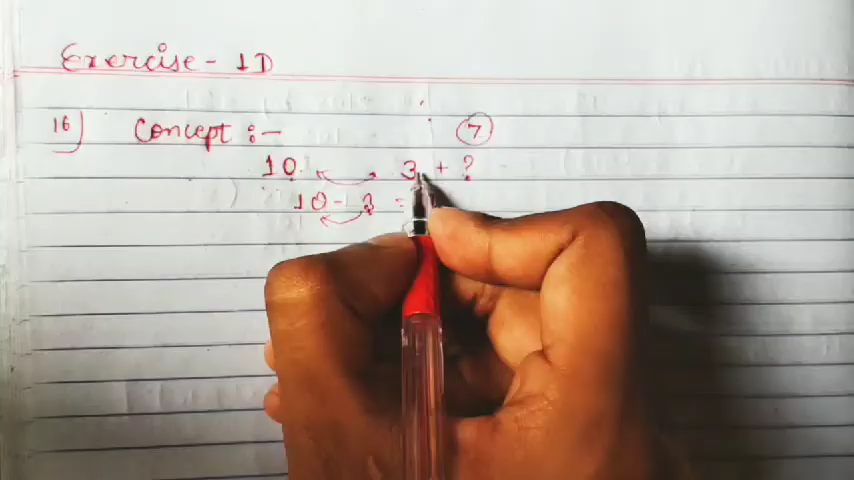 Exercise - 1D
16) Concept :-
7
10 3 + ?
10 - 3 =